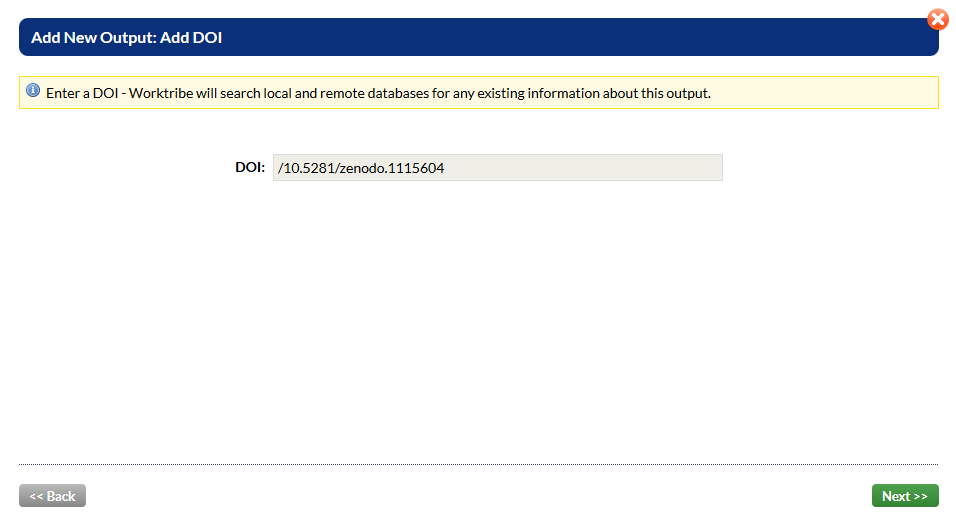 Add New Output: Add DOI
Enter a DOI - Worktribe will search local and remote databases for any existing information about this output.
DOI: /10.5281/zenodo.1115604
<< Back
Next >>